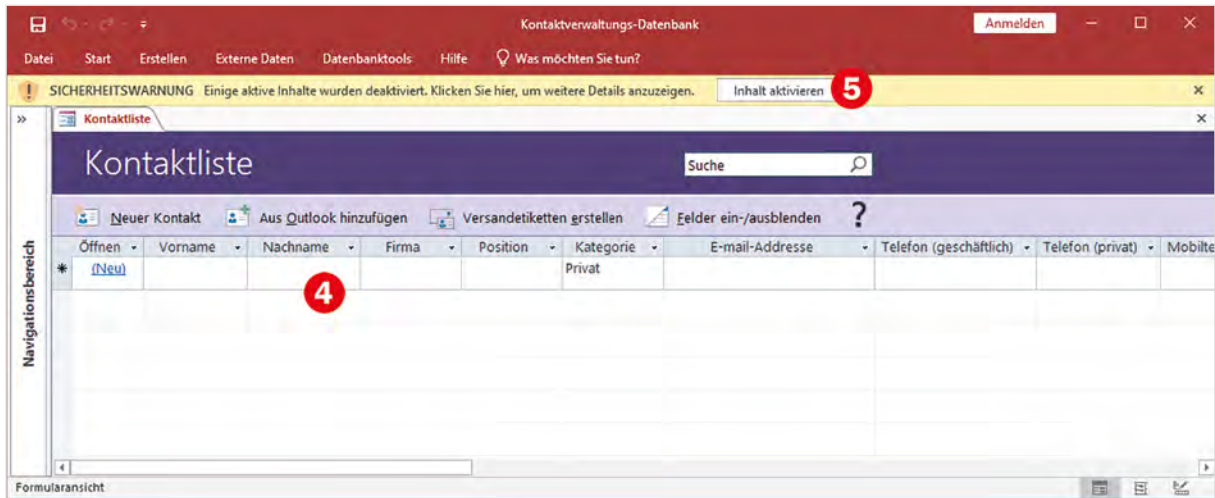 Kontaktverwaltungs-Datenbank Anmelden
Datei Start Erstellen Externe Daten Datenbanktools Hilfe Was möchten Sie tun?
SICHERHEITSWARNUNG Einige aktive Inhalte wurden deaktiviert. Klicken Sie hier, um weitere Details anzuzeigen. Inhalt aktivieren 5
Kontaktliste
Kontaktliste
Suche
Neuer Kontakt Aus Outlook hinzufügen Versandetiketten erstellen Felder ein-/ausblenden ?
Öffnen Vorname Nachname Firma Position Kategorie E-mail-Addresse Telefon (geschäftlich) Telefon (privat) Mobilte
(Neu) Privat
4
Navigationsbereich
Formularansicht